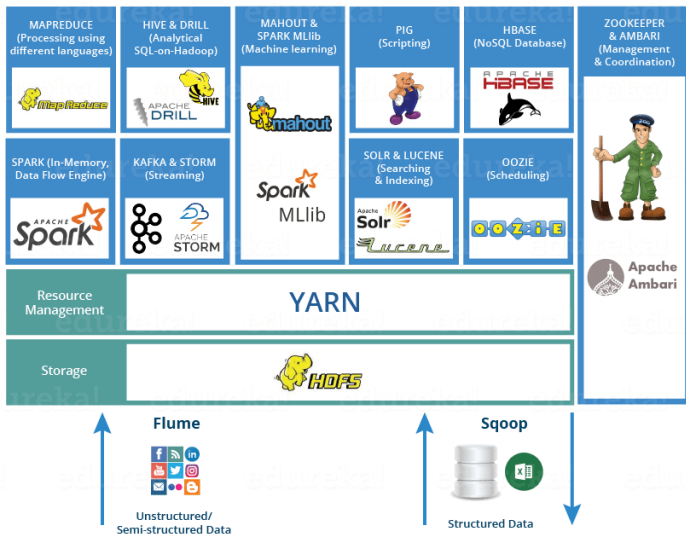 MAPREDUCE
(Processing using
different languages)
Map Reduce
HIVE & DRILL
(Analytical
SQL-on-Hadoop)
HIVE
APACHE
DRILL
MAHOUT &
SPARK MLlib
(Machine learning)
mahout
Spark
MLlib
PIG
(Scripting)
HBASE
(NoSQL Database)
APACHE
HBASE
ZOOKEEPER
& AMBARI
(Management
& Coordination)
Apache
Ambari
SPARK (In-Memory,
Data Flow Engine)
APACHE
Spark
KAFKA & STORM
(Streaming)
APACHE
STORM
SOLR & LUCENE
(Searching
& Indexing)
Apache
Solr
Lucene
OOZIE
(Scheduling)
OOZIE
Resource
Management
YARN
Storage
HDFS
Flume
Unstructured/
Semi-structured Data
Sqoop
Structured Data
edureka!